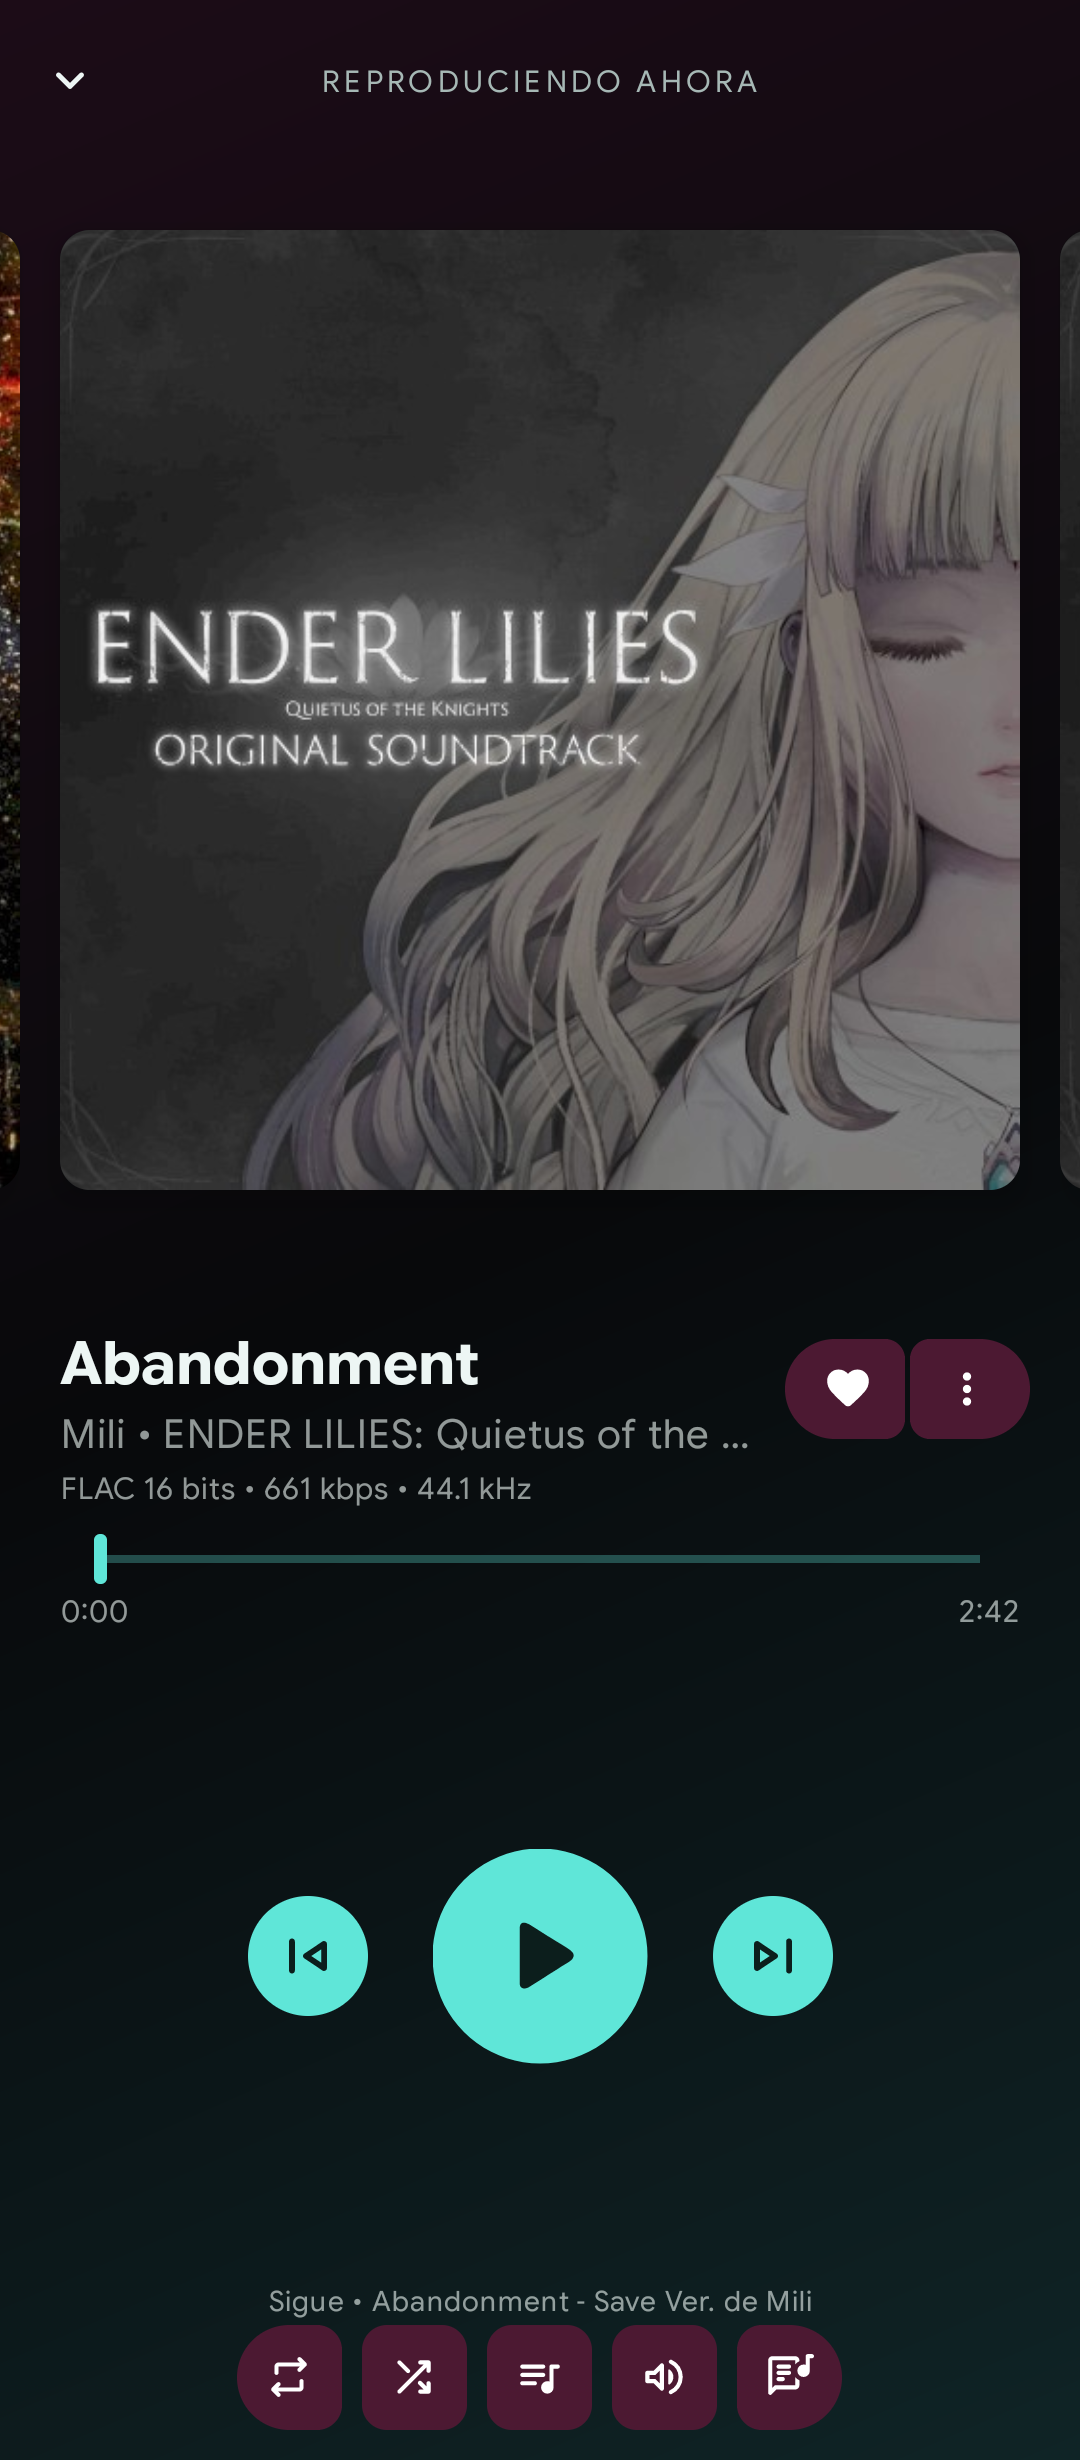 REPRODUCIENDO AHORA
ENDER LILIES
QUIETUS OF THE KNIGHTS
ORIGINAL SOUNDTRACK
Abandonment
Mili • ENDER LILIES: Quietus of the ...
FLAC 16 bits • 661 kbps • 44.1 kHz
0:00 2:42
Sigue • Abandonment - Save Ver. de Mili